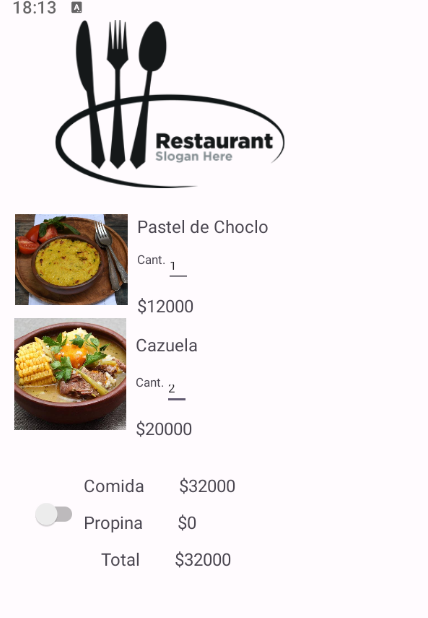 18:13
Restaurant
Slogan Here
Pastel de Choclo
Cant. 1
$12000
Cazuela
Cant. 2
$20000
Comida $32000
Propina $0
Total $32000